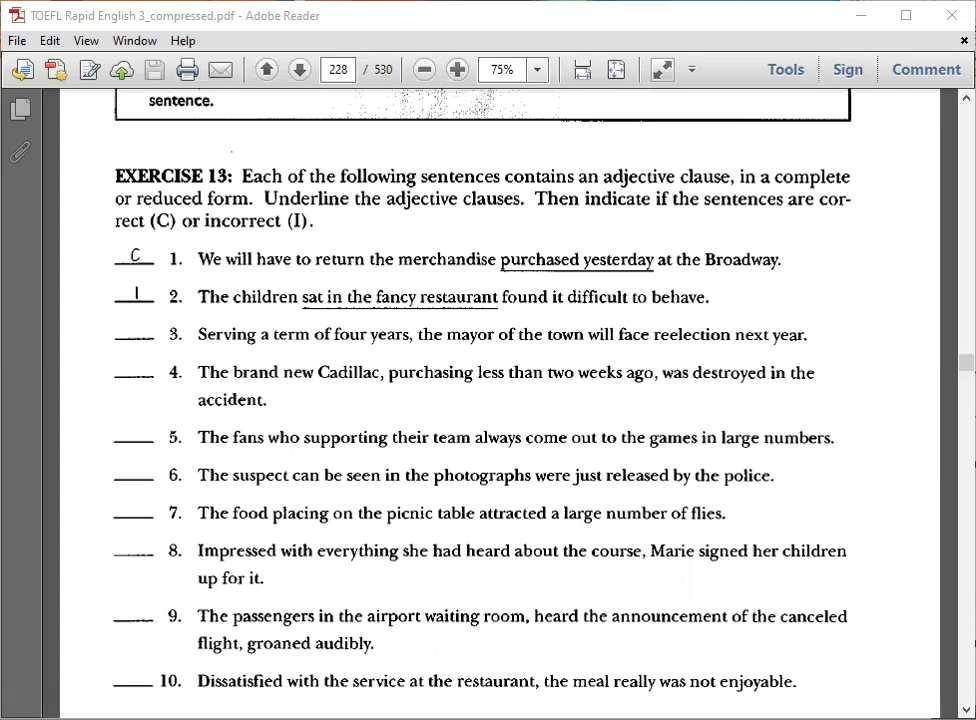 TOEFL Rapid English 3_compressed.pdf - Adobe Reader
File Edit View Window Help
228 / 530 75% Tools Sign Comment
sentence.
EXERCISE 13: Each of the following sentences contains an adjective clause, in a complete
or reduced form. Underline the adjective clauses. Then indicate if the sentences are cor-
rect (C) or incorrect (I).
C 1. We will have to return the merchandise purchased yesterday at the Broadway.
I 2. The children sat in the fancy restaurant found it difficult to behave.
____ 3. Serving a term of four years, the mayor of the town will face reelection next year.
____ 4. The brand new Cadillac, purchasing less than two weeks ago, was destroyed in the
accident.
____ 5. The fans who supporting their team always come out to the games in large numbers.
____ 6. The suspect can be seen in the photographs were just released by the police.
____ 7. The food placing on the picnic table attracted a large number of flies.
____ 8. Impressed with everything she had heard about the course, Marie signed her children
up for it.
____ 9. The passengers in the airport waiting room, heard the announcement of the canceled
flight, groaned audibly.
____ 10. Dissatisfied with the service at the restaurant, the meal really was not enjoyable.